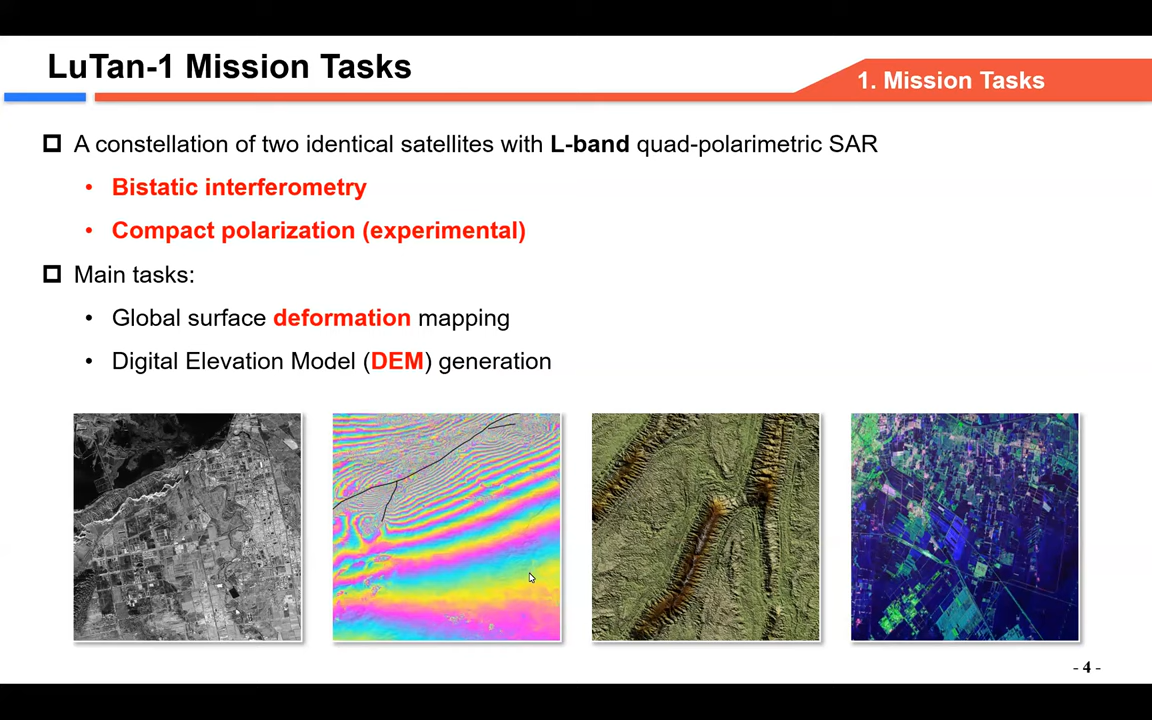 LuTan-1 Mission Tasks
1. Mission Tasks
A constellation of two identical satellites with L-band quad-polarimetric SAR
• Bistatic interferometry
• Compact polarization (experimental)
Main tasks:
• Global surface deformation mapping
• Digital Elevation Model (DEM) generation
- 4 -